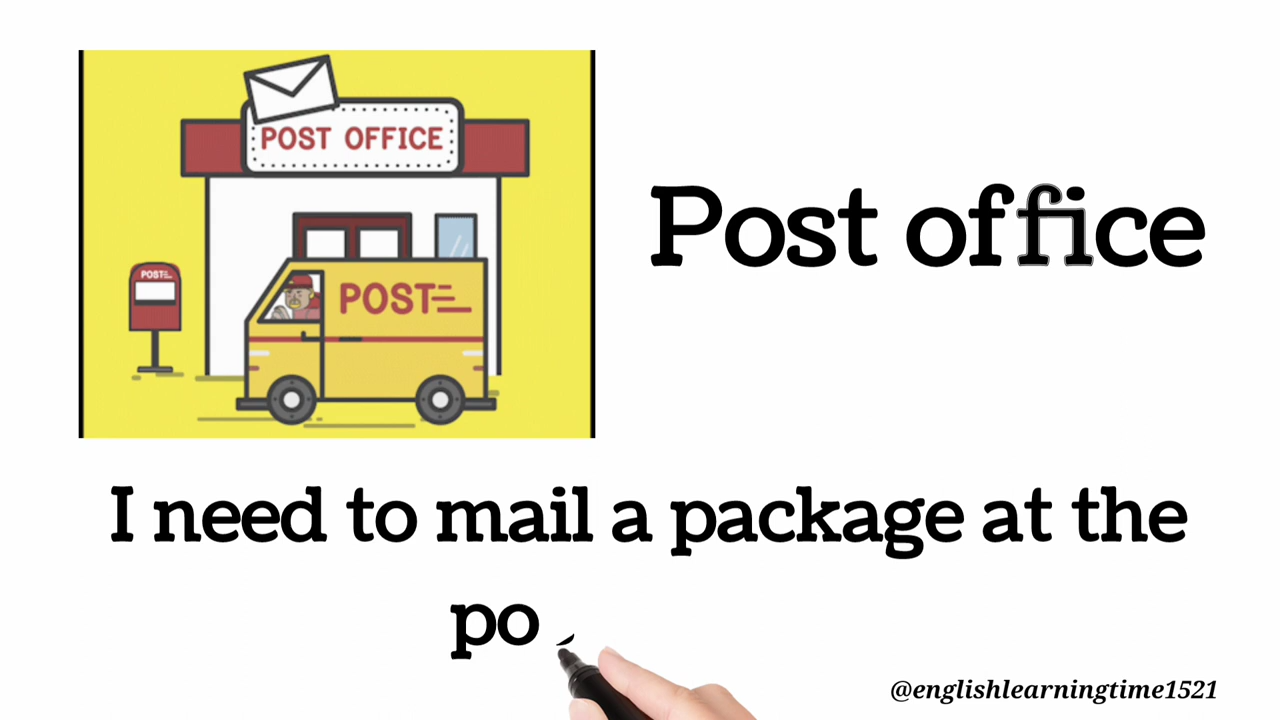 POST OFFICE
POST
POST
Post office
I need to mail a package at the
po
@englishlearningtime1521